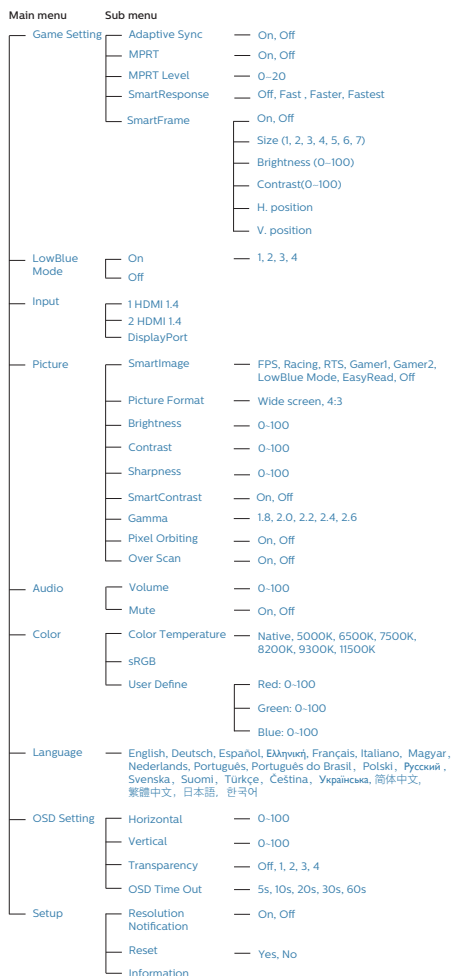 Main menu Sub menu
Game Setting Adaptive Sync On, Off
MPRT On, Off
MPRT Level 0–20
SmartResponse Off, Fast , Faster, Fastest
SmartFrame On, Off
Size (1, 2, 3, 4, 5, 6, 7)
Brightness (0–100)
Contrast(0–100)
H. position
V. position
LowBlue On 1, 2, 3, 4
Mode Off
Input 1 HDMI 1.4
2 HDMI 1.4
DisplayPort
Picture SmartImage FPS, Racing, RTS, Gamer1, Gamer2,
LowBlue Mode, EasyRead, Off
Picture Format Wide screen, 4:3
Brightness 0~100
Contrast 0~100
Sharpness 0~100
SmartContrast On, Off
Gamma 1.8, 2.0, 2.2, 2.4, 2.6
Pixel Orbiting On, Off
Over Scan On, Off
Audio Volume 0~100
Mute On, Off
Color Color Temperature Native, 5000K, 6500K, 7500K,
8200K, 9300K, 11500K
sRGB
User Define Red: 0~100
Green: 0~100
Blue: 0~100
Language English, Deutsch, Español, Ελληνική, Français, Italiano, Magyar,
Nederlands, Português, Português do Brasil, Polski, Русский ,
Svenska, Suomi, Türkçe, Čeština, Українська, 简体中文,
繁體中文, 日本語, 한국어
OSD Setting Horizontal 0~100
Vertical 0~100
Transparency Off, 1, 2, 3, 4
OSD Time Out 5s, 10s, 20s, 30s, 60s
Setup Resolution On, Off
Notification
Reset Yes, No
Information